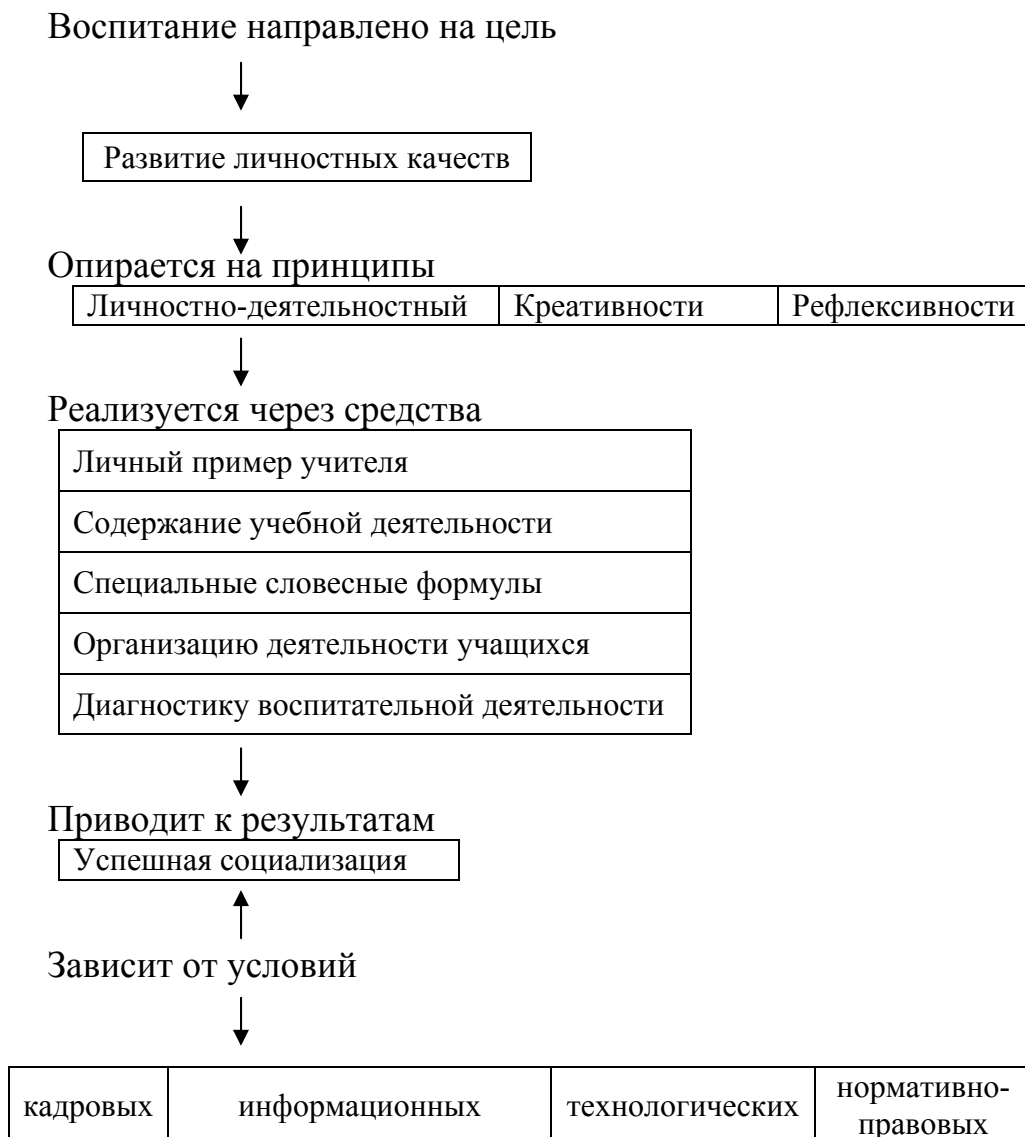 Воспитание направлено на цель
Развитие личностных качеств
Опирается на принципы
Личностно-деятельностный Креативности Рефлексивности
Реализуется через средства
Личный пример учителя
Содержание учебной деятельности
Специальные словесные формулы
Организацию деятельности учащихся
Диагностику воспитательной деятельности
Приводит к результатам
Успешная социализация
Зависит от условий
кадровых информационных технологических нормативно-
правовых